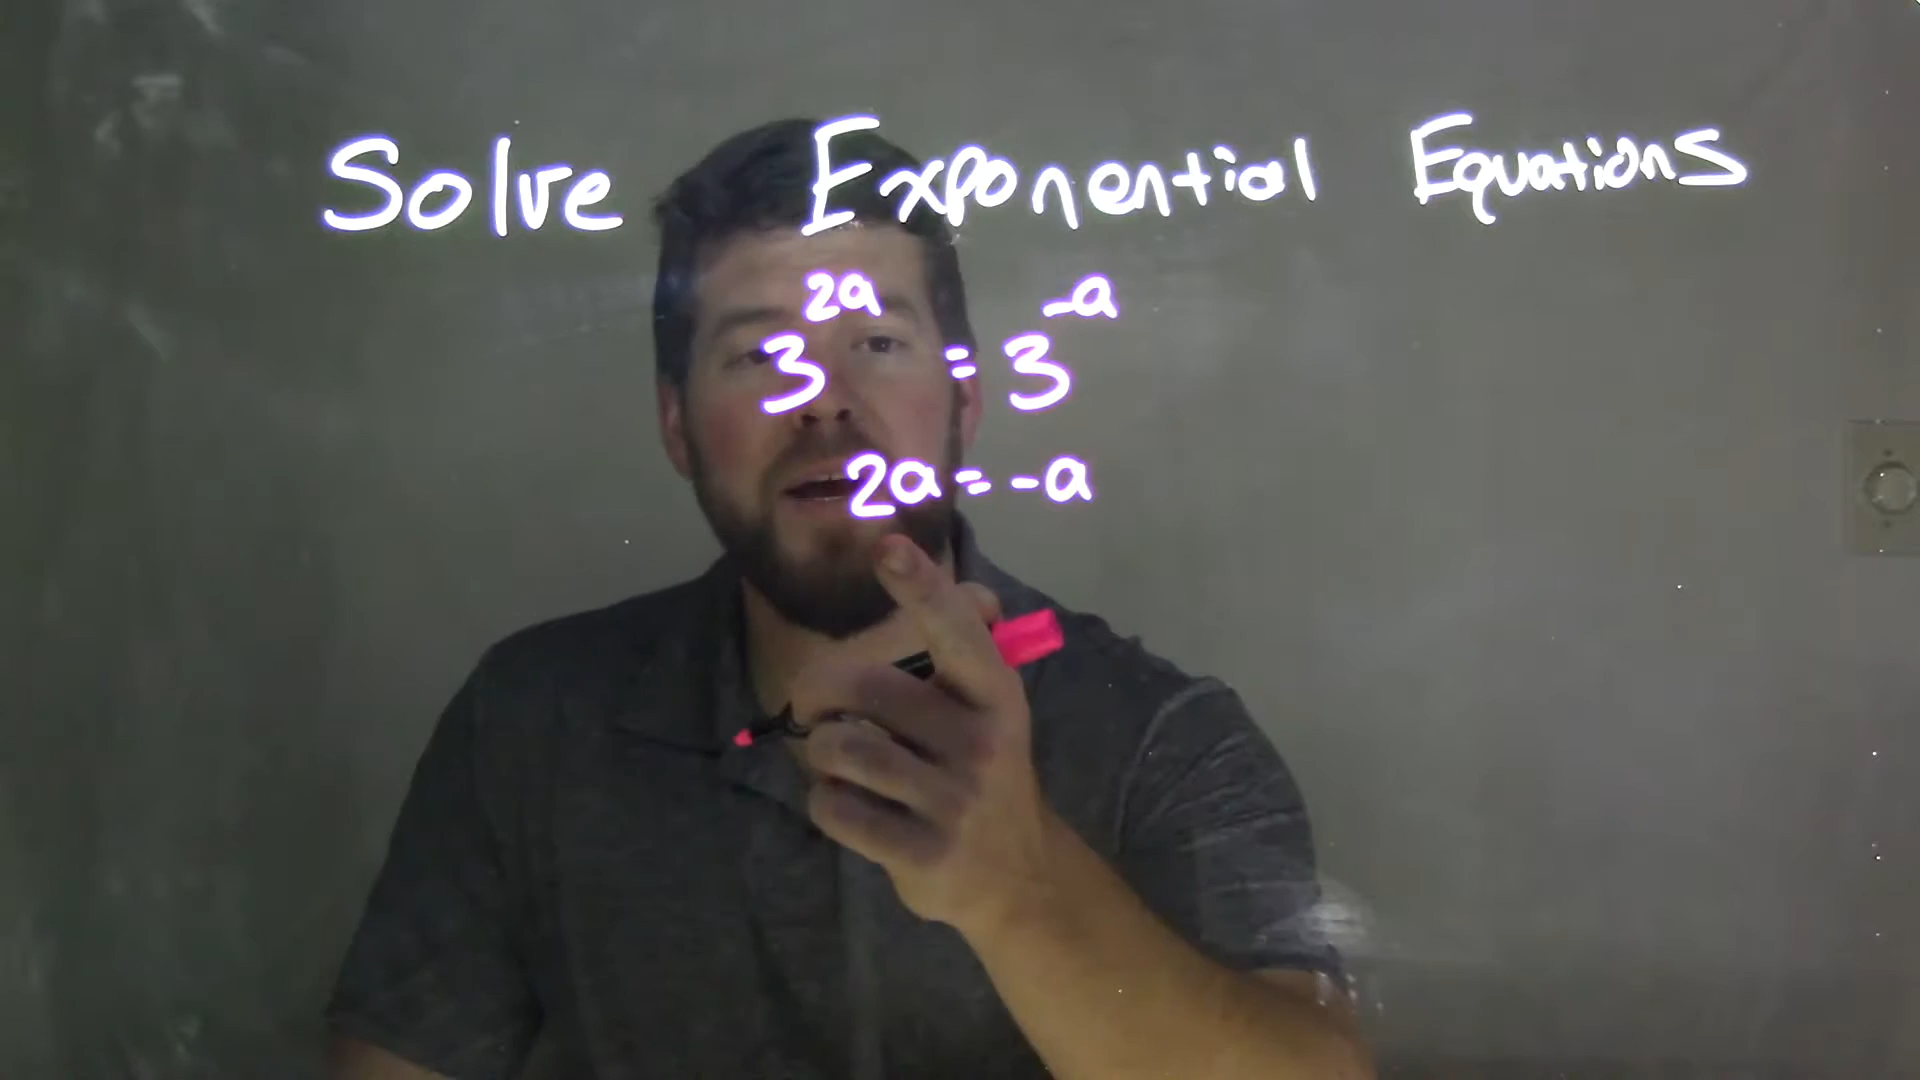 Solve Exponential Equations
3^{2a} = 3^{-a}
2a = -a